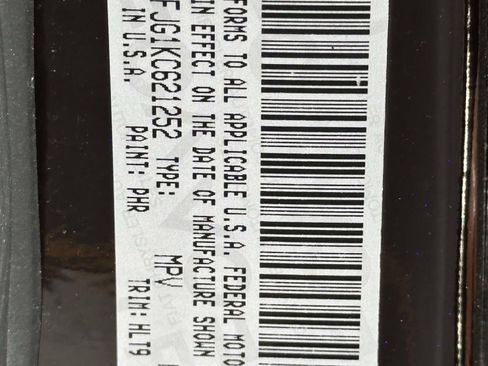 FORMS TO ALL APPLICABLE U.S.A. FEDERAL MOTO
IN EFFECT ON THE DATE OF MANUFACTURE SHOWN
FJG1KC621252 TYPE: MPV
IN U.S.A. PAINT: PHR TRIM: HLT9